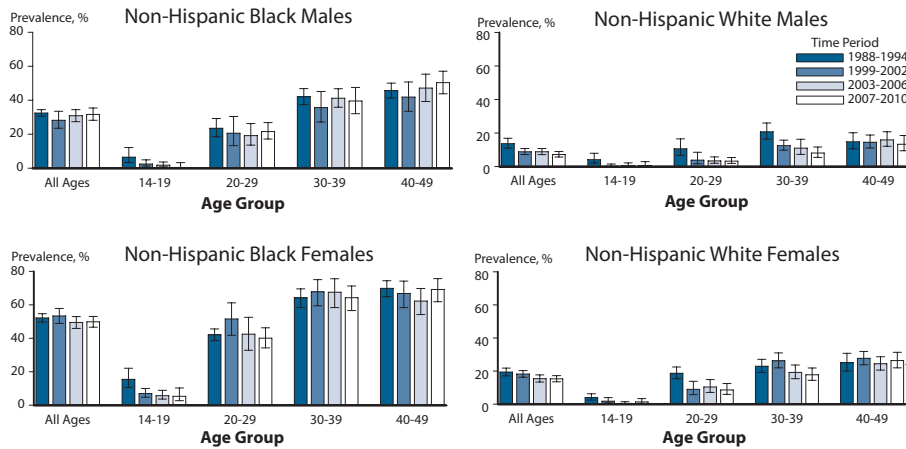 Non-Hispanic Black Males
Prevalence, %
80
60
40
20
0
All Ages 14-19 20-29 30-39 40-49
Age Group
Non-Hispanic White Males
Prevalence, %
80
60
40
20
0
Time Period
1988-1994
1999-2002
2003-2006
2007-2010
All Ages 14-19 20-29 30-39 40-49
Age Group
Non-Hispanic Black Females
Prevalence, %
80
60
40
20
0
All Ages 14-19 20-29 30-39 40-49
Age Group
Non-Hispanic White Females
Prevalence, %
80
60
40
20
0
All Ages 14-19 20-29 30-39 40-49
Age Group